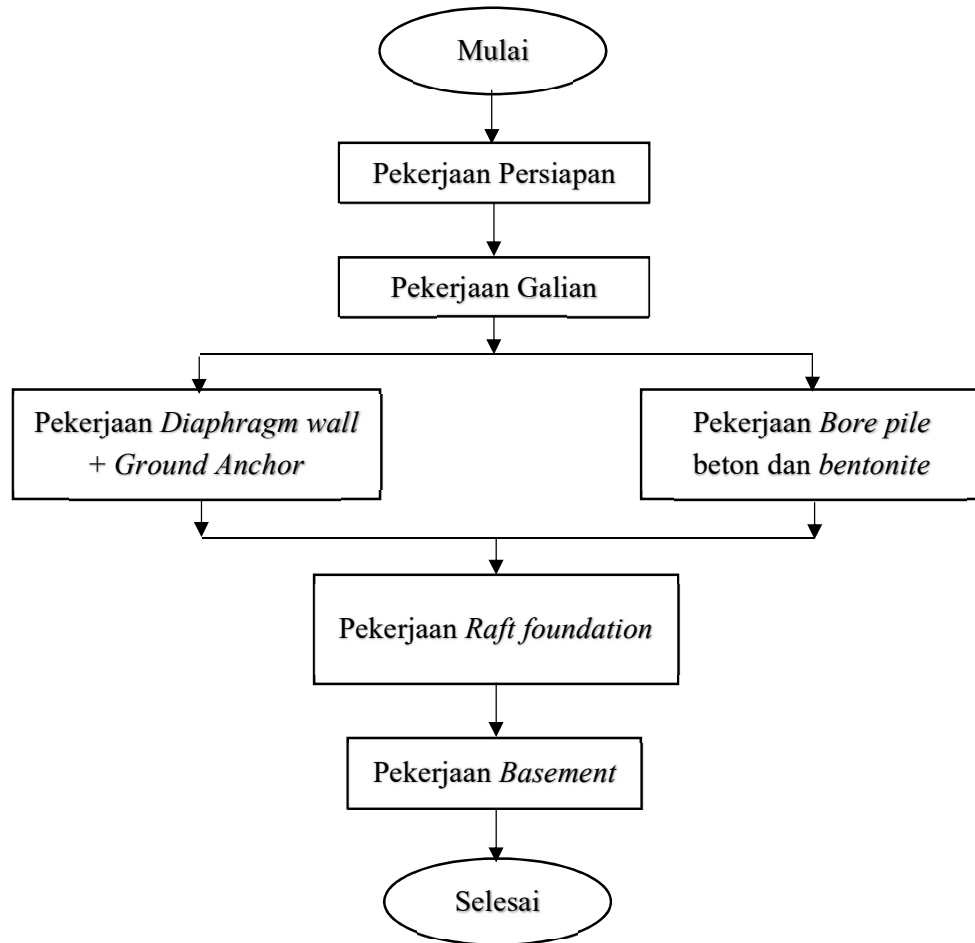 Mulai
Pekerjaan Persiapan
Pekerjaan Galian
Pekerjaan Diaphragm wall
+ Ground Anchor
Pekerjaan Bore pile
beton dan bentonite
Pekerjaan Raft foundation
Pekerjaan Basement
Selesai